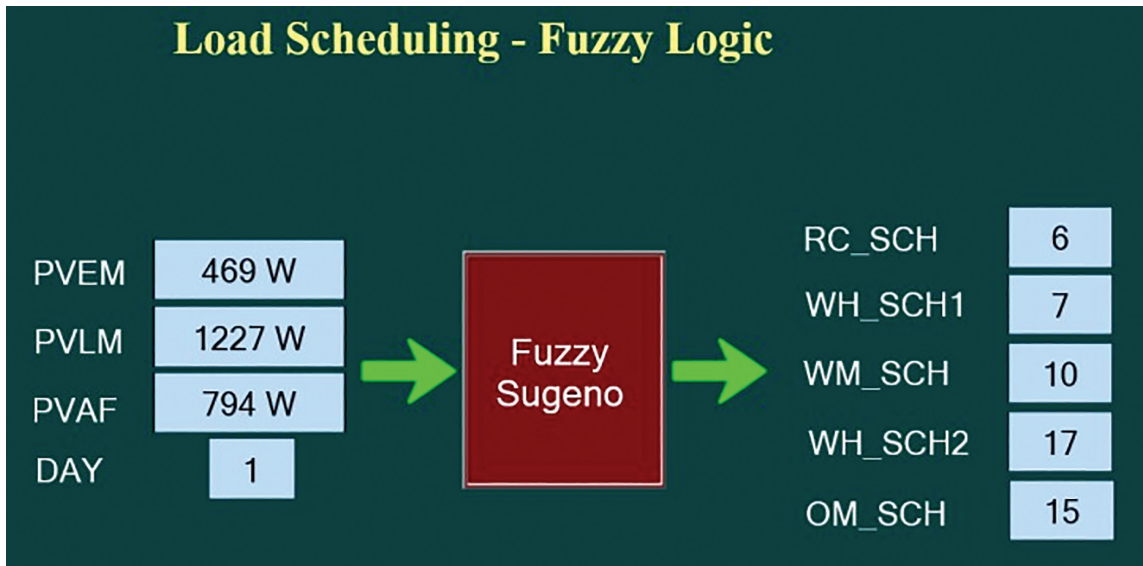 Load Scheduling - Fuzzy Logic
PVEM 469 W
PVLM 1227 W
PVAF 794 W
DAY 1
Fuzzy
Sugeno
RC_SCH 6
WH_SCH1 7
WM_SCH 10
WH_SCH2 17
OM_SCH 15